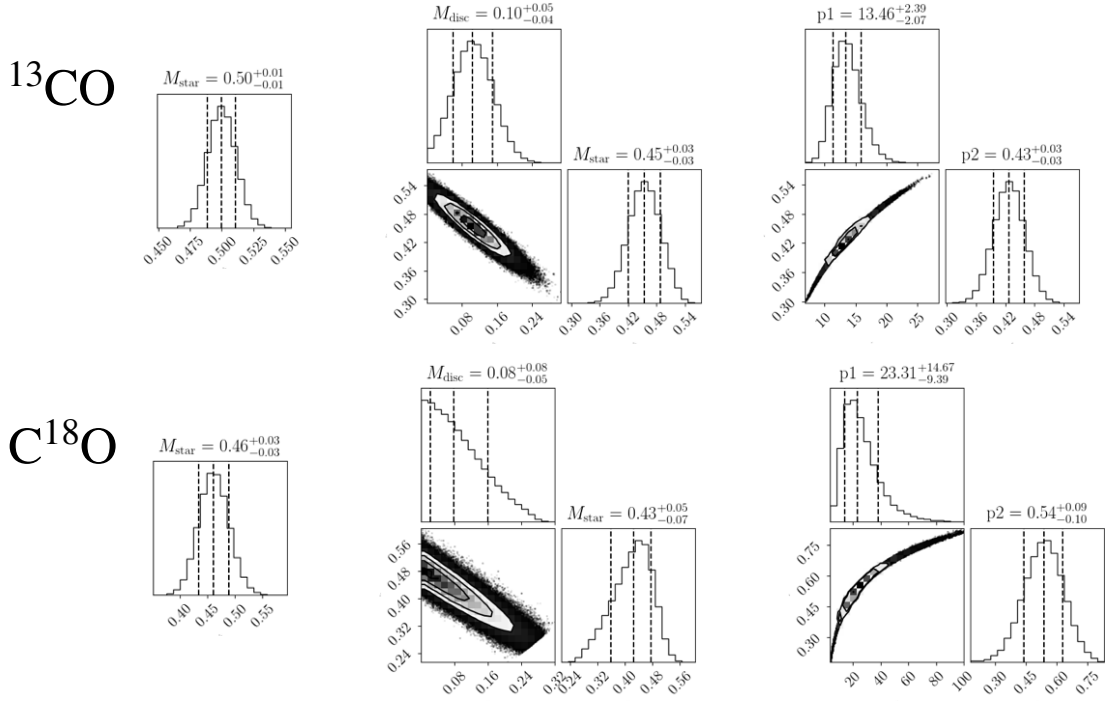 ¹³CO
M_star = 0.50^{+0.01}_{-0.01}
0.450 0.475 0.500 0.525 0.550
M_disc = 0.10^{+0.05}_{-0.04}
M_star = 0.45^{+0.03}_{-0.03}
0.54
0.48
0.42
0.36
0.30
0.08 0.16 0.24
0.30 0.36 0.42 0.48 0.54
p1 = 13.46^{+2.39}_{-2.07}
p2 = 0.43^{+0.03}_{-0.03}
0.54
0.48
0.42
0.36
0.30
10 15 20 25
0.30 0.36 0.42 0.48 0.54
C¹⁸O
M_star = 0.46^{+0.03}_{-0.03}
0.40 0.45 0.50 0.55
M_disc = 0.08^{+0.08}_{-0.05}
M_star = 0.43^{+0.05}_{-0.07}
0.56
0.48
0.40
0.32
0.24
0.08 0.16 0.24 0.32
0.24 0.32 0.40 0.48 0.56
p1 = 23.31^{+14.67}_{-9.39}
p2 = 0.54^{+0.09}_{-0.10}
0.75
0.60
0.45
0.30
20 40 60 80 100
0.30 0.45 0.60 0.75